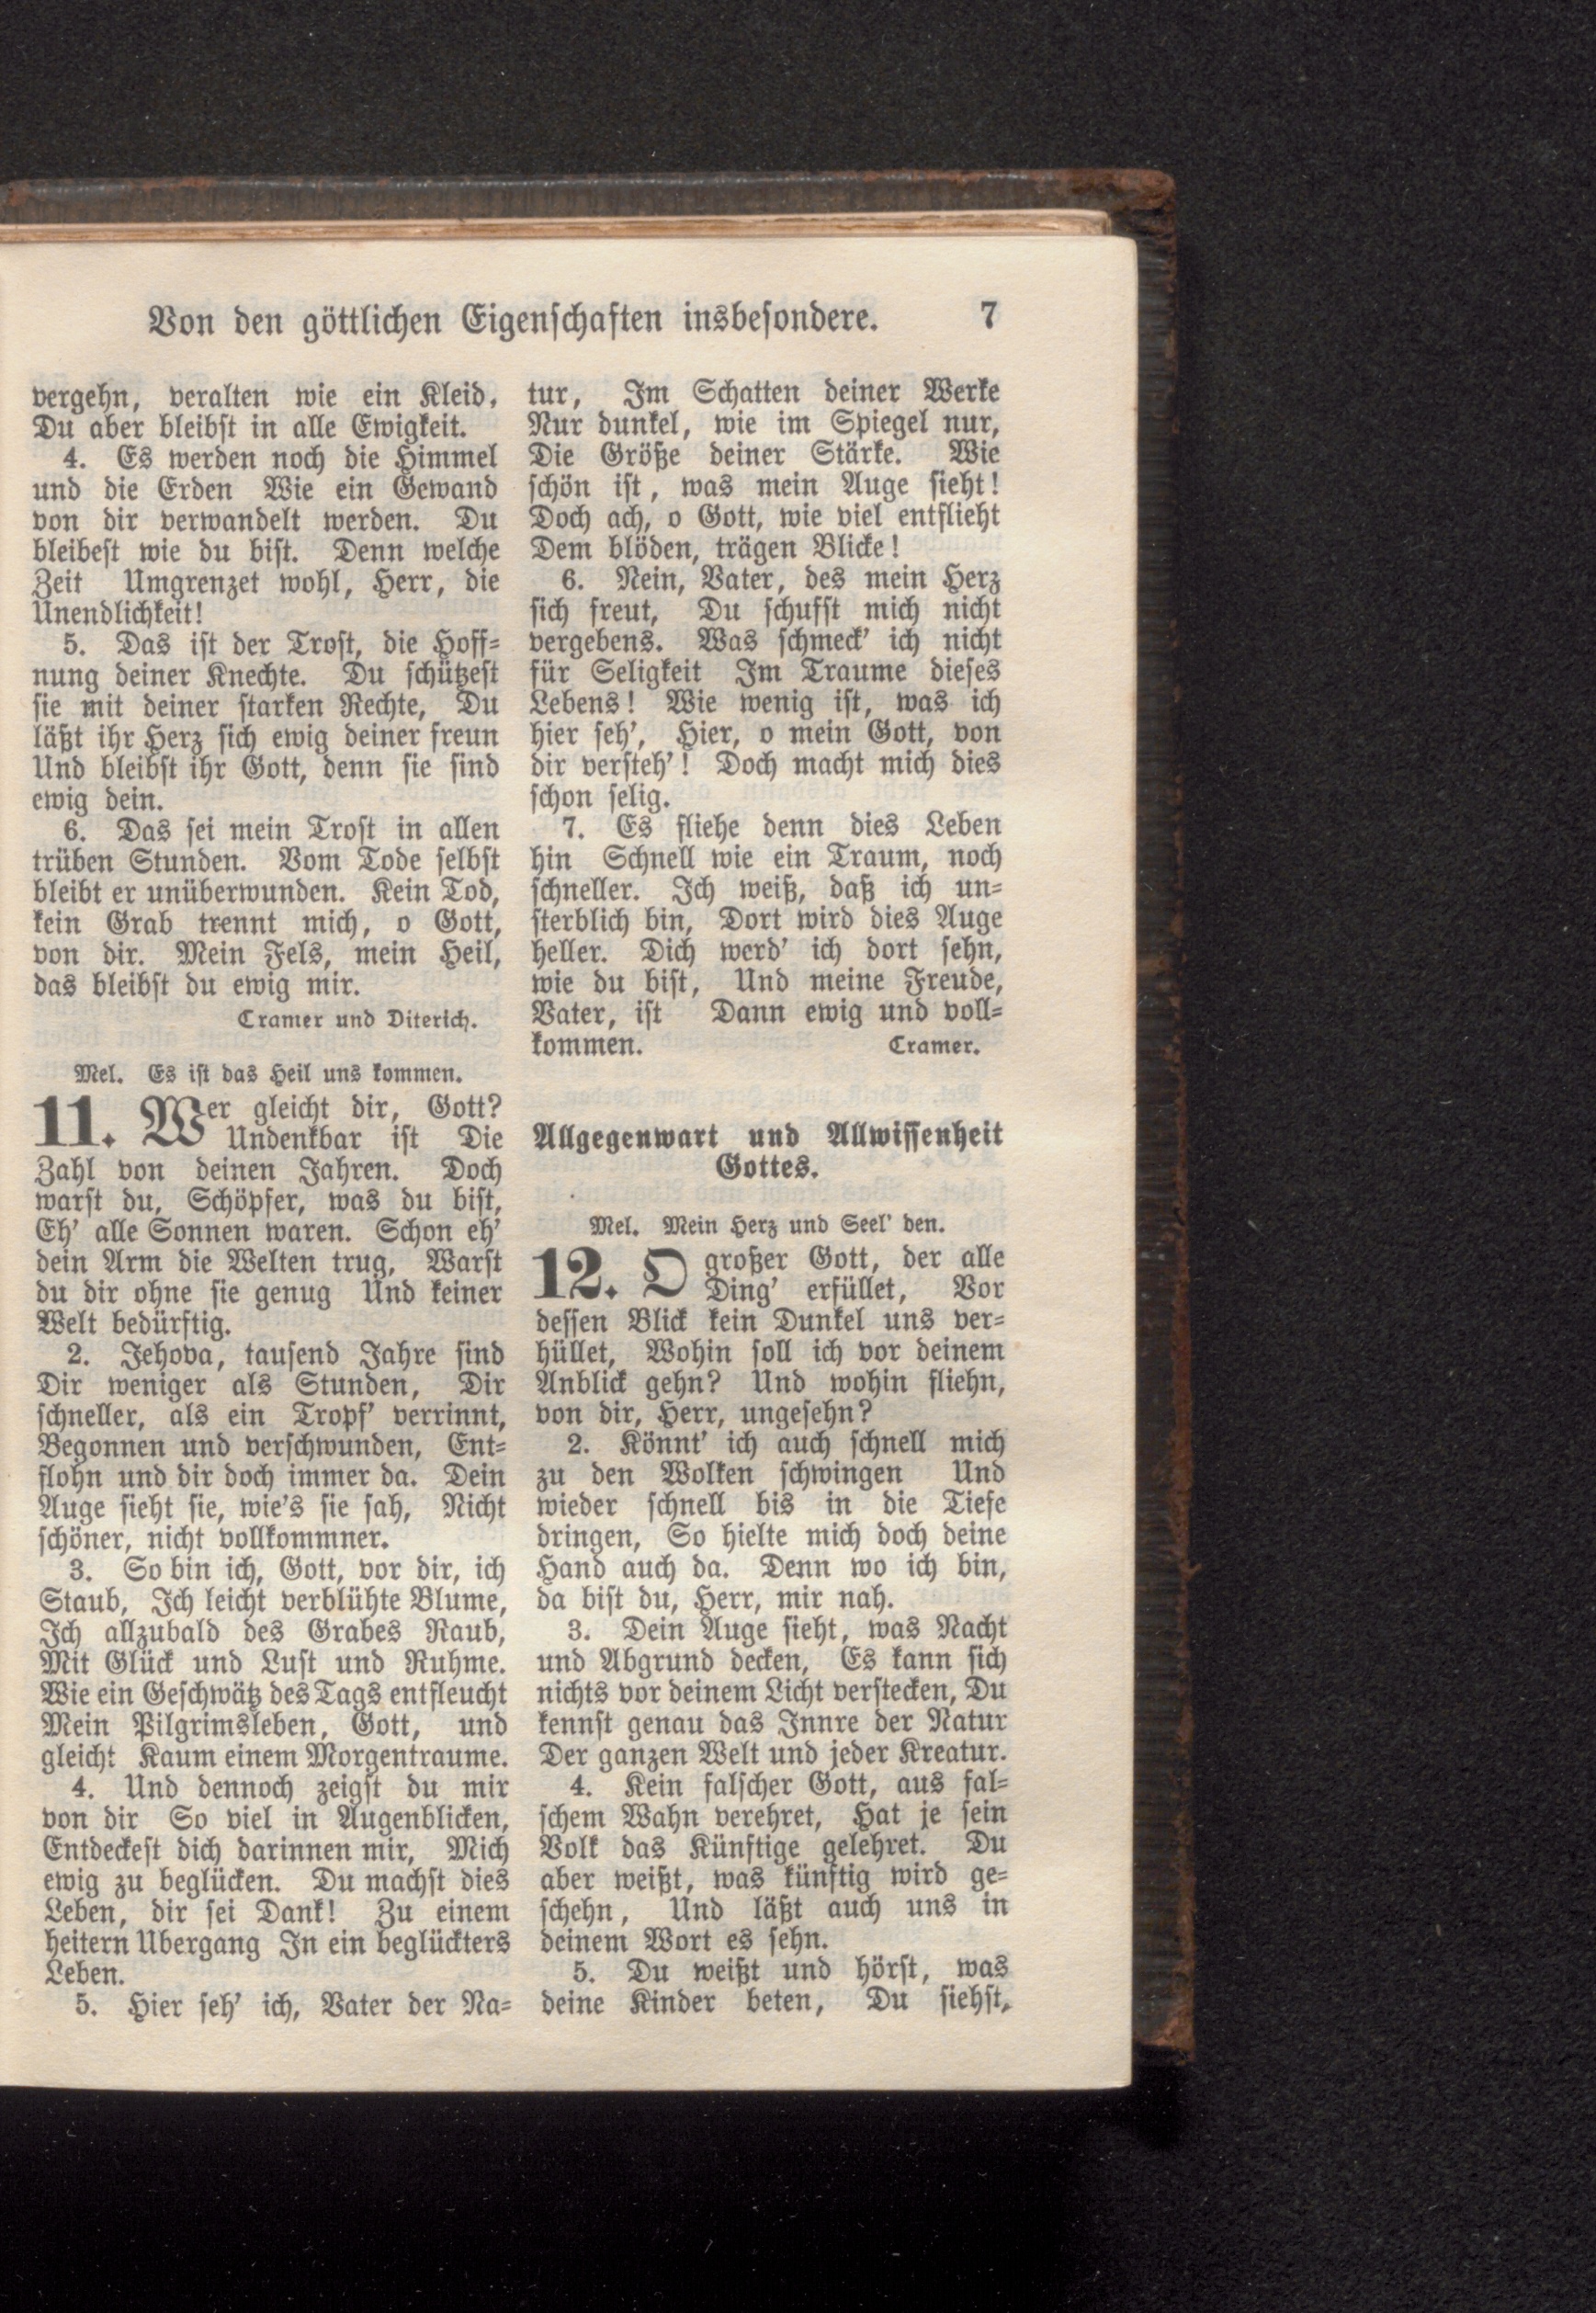 Von den göttlichen Eigenschaften insbesondere. 7
vergehn, veralten wie ein Kleid,
Du aber bleibst in alle Ewigkeit.
4. Es werden noch die Himmel
und die Erden Wie ein Gewand
von dir verwandelt werden. Du
bleibest wie du bist. Denn welche
Zeit Umgrenzet wohl, Herr, die
Unendlichkeit!
5. Das ist der Trost, die Hoff-
nung deiner Knechte. Du schützest
sie mit deiner starken Rechte, Du
läßt ihr Herz sich ewig deiner freun
Und bleibst ihr Gott, denn sie sind
ewig dein.
6. Das sei mein Trost in allen
trüben Stunden. Vom Tode selbst
bleibt er unüberwunden. Kein Tod,
kein Grab trennt mich, o Gott,
von dir. Mein Fels, mein Heil,
das bleibst du ewig mir.
Cramer und Diterich.
Mel. Es ist das Heil uns kommen.
11. Wer gleicht dir, Gott?
Undenkbar ist Die
Zahl von deinen Jahren. Doch
warst du, Schöpfer, was du bist,
Eh' alle Sonnen waren. Schon eh'
dein Arm die Welten trug, Warst
du dir ohne sie genug Und keiner
Welt bedürftig.
2. Jehova, tausend Jahre sind
Dir weniger als Stunden, Dir
schneller, als ein Tropf' verrinnt,
Begonnen und verschwunden, Ent-
flohn und dir doch immer da. Dein
Auge sieht sie, wie's sie sah, Nicht
schöner, nicht vollkommner.
3. So bin ich, Gott, vor dir, ich
Staub, Ich leicht verblühte Blume,
Ich allzubald des Grabes Raub,
Mit Glück und Lust und Ruhme.
Wie ein Geschwätz des Tags entfleucht
Mein Pilgrimsleben, Gott, und
gleicht Kaum einem Morgentraume.
4. Und dennoch zeigst du mir
von dir So viel in Augenblicken,
Entdeckest dich darinnen mir, Mich
ewig zu beglücken. Du machst dies
Leben, dir sei Dank! Zu einem
heitern Übergang In ein beglückters
Leben.
5. Hier seh' ich, Vater der Na-
tur, Im Schatten deiner Werke
Nur dunkel, wie im Spiegel nur,
Die Größe deiner Stärke. Wie
schön ist, was mein Auge sieht!
Doch ach, o Gott, wie viel entflieht
Dem blöden, trägen Blicke!
6. Nein, Vater, des mein Herz
sich freut, Du schufst mich nicht
vergebens. Was schmeck' ich nicht
für Seligkeit Im Traume dieses
Lebens! Wie wenig ist, was ich
hier seh', Hier, o mein Gott, von
dir versteh'! Doch macht mich dies
schon selig.
7. Es fliehe denn dies Leben
hin Schnell wie ein Traum, noch
schneller. Ich weiß, daß ich un-
sterblich bin, Dort wird dies Auge
heller. Dich werd' ich dort sehn,
wie du bist, Und meine Freude,
Vater, ist Dann ewig und voll-
kommen. Cramer.
Allgegenwart und Allwissenheit
Gottes.
Mel. Mein Herz und Seel' den.
12. O großer Gott, der alle
Ding' erfüllet, Vor
dessen Blick kein Dunkel uns ver-
hüllet, Wohin soll ich vor deinem
Anblick gehn? Und wohin fliehn,
von dir, Herr, ungesehn?
2. Könnt' ich auch schnell mich
zu den Wolken schwingen Und
wieder schnell bis in die Tiefe
dringen, So hielte mich doch deine
Hand auch da. Denn wo ich bin,
da bist du, Herr, mir nah.
3. Dein Auge sieht, was Nacht
und Abgrund decken, Es kann sich
nichts vor deinem Licht verstecken, Du
kennst genau das Innre der Natur
Der ganzen Welt und jeder Kreatur.
4. Kein falscher Gott, aus fal-
schem Wahn verehret, Hat je sein
Volk das Künftige gelehret. Du
aber weißt, was künftig wird ge-
schehn, Und läßt auch uns in
deinem Wort es sehn.
5. Du weißt und hörst, was
deine Kinder beten, Du siehst,